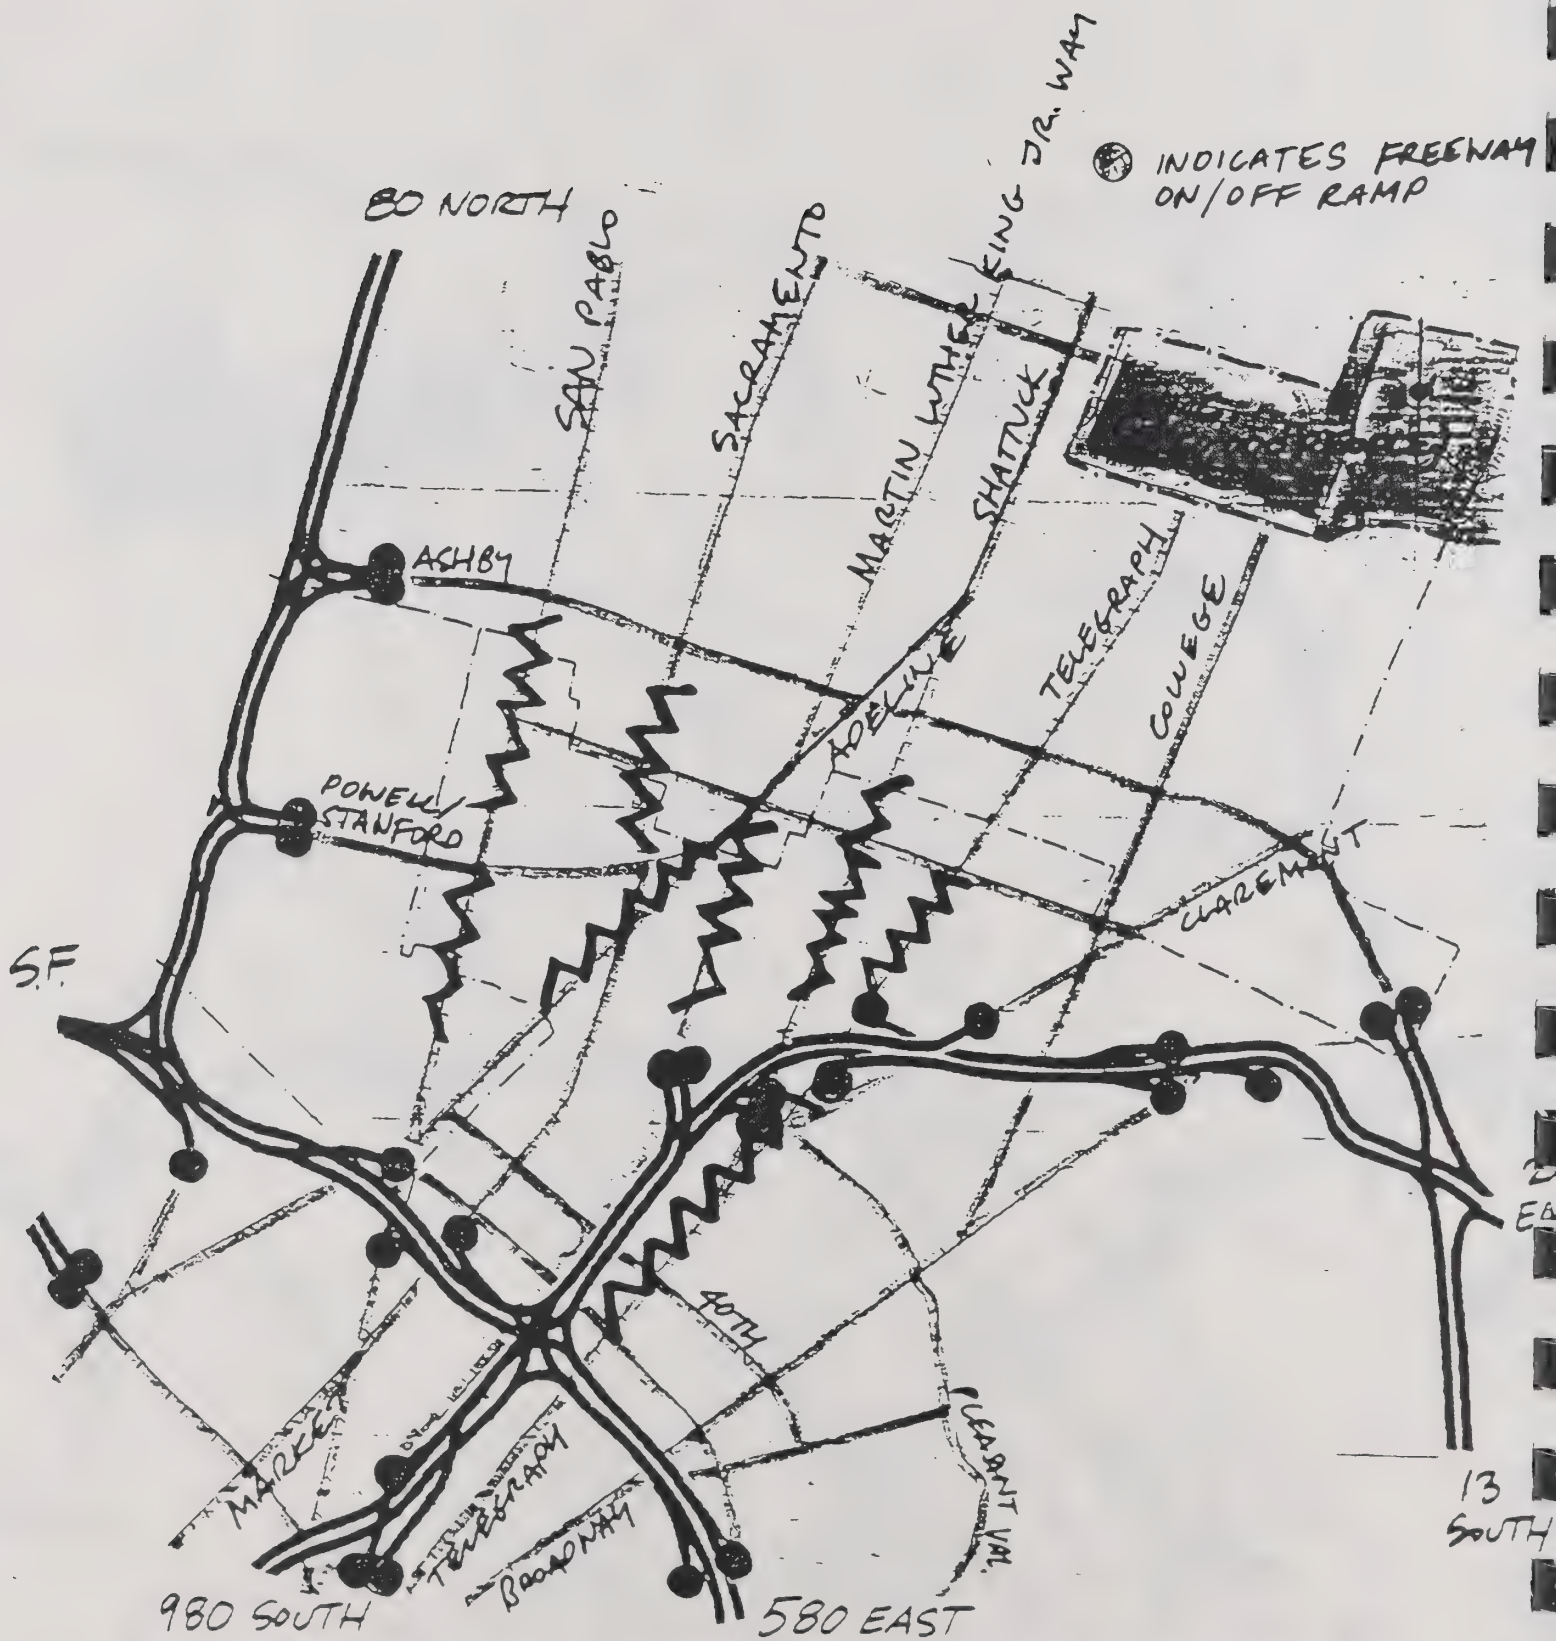 INDICATES FREEWAY
ON/OFF RAMP
80 NORTH
SAN PABLO
SACRAMENTO
MARTIN LUTHER KING JR. WAY
SHATTUCK
ASHBY
TELEGRAPH
COLLEGE
ADELINE
POWELL/
STANFORD
CLAREMONT
S.F.
40TH
MARKET
TELEGRAPH
BROADWAY
PLEASANT VAL.
13
SOUTH
980 SOUTH
580 EAST